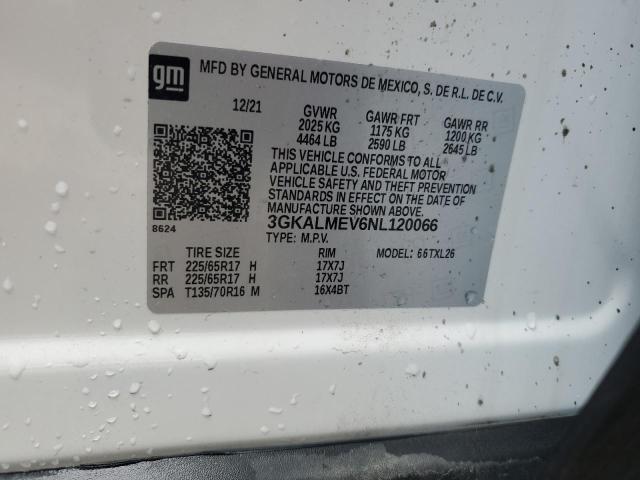 gm
MFD BY GENERAL MOTORS DE MEXICO, S. DE R.L. DE C.V.
12/21 GVWR GAWR FRT GAWR RR
2025 KG 1175 KG 1200 KG
4464 LB 2590 LB 2645 LB
THIS VEHICLE CONFORMS TO ALL
APPLICABLE U.S. FEDERAL MOTOR
VEHICLE SAFETY AND THEFT PREVENTION
STANDARDS IN EFFECT ON THE DATE OF
MANUFACTURE SHOWN ABOVE.
8624 3GKALMEV6NL120066
TYPE: M.P.V. 66TXL26
TIRE SIZE RIM
FRT 225/65R17 H 17X7J
RR 225/65R17 H 17X7J
SPA T135/70R16 M 16X4BT